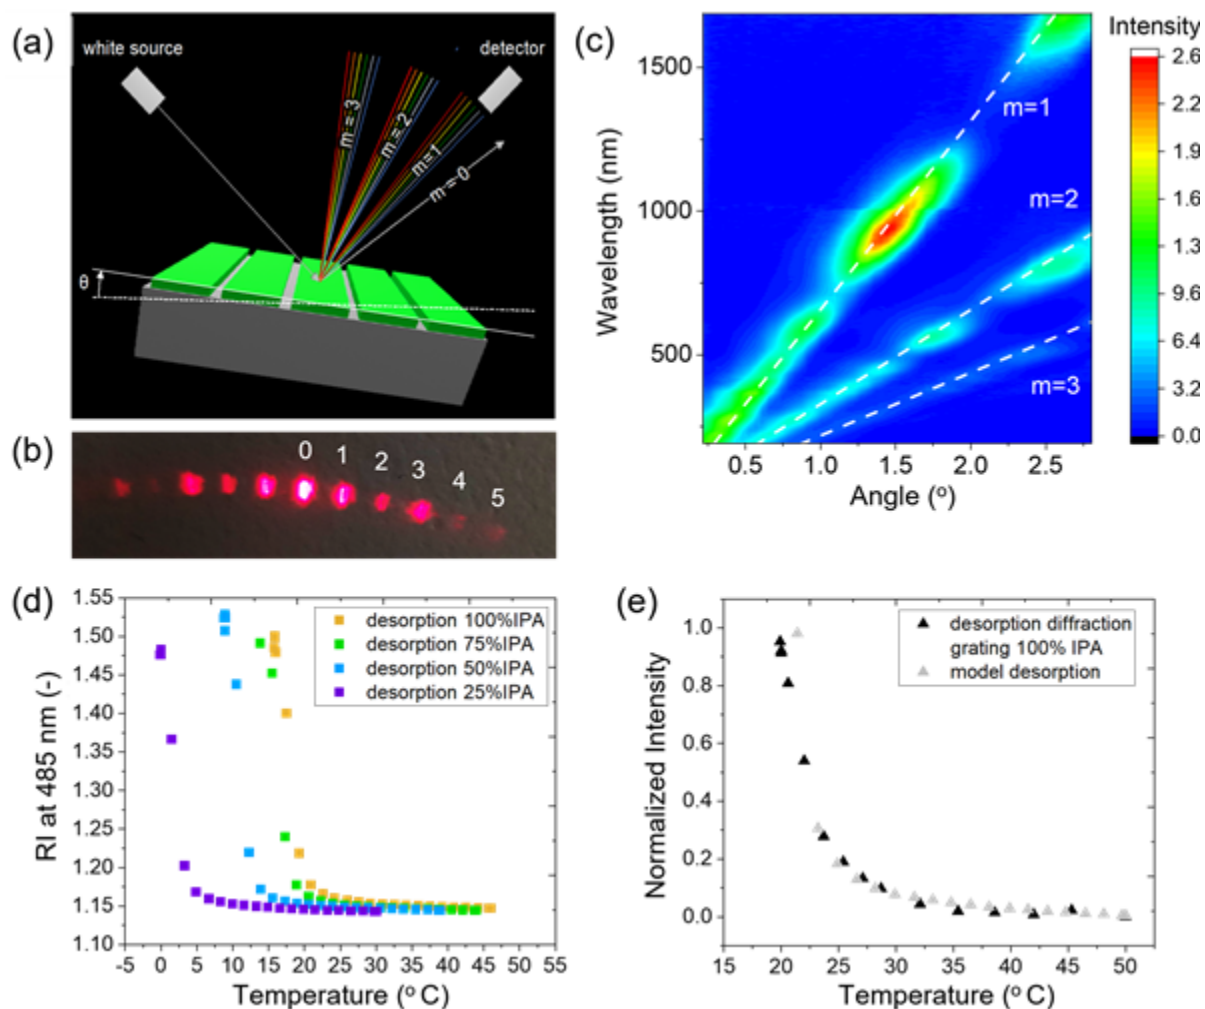 (a)
white source
detector
m = 3
m = 2
m=1
m = 0
θ
(b)
0 1 2 3 4 5
(c)
Intensity
2.6
2.2
1.9
1.6
1.3
9.6
6.4
3.2
0.0
Wavelength (nm)
1500
1000
500
m=1
m=2
m=3
0.5 1.0 1.5 2.0 2.5
Angle (°)
(d)
RI at 485 nm (-)
1.55
1.50
1.45
1.40
1.35
1.30
1.25
1.20
1.15
1.10
desorption 100%IPA
desorption 75%IPA
desorption 50%IPA
desorption 25%IPA
-5 0 5 10 15 20 25 30 35 40 45 50 55
Temperature (° C)
(e)
Normalized Intensity
1.0
0.8
0.6
0.4
0.2
0.0
desorption diffraction
grating 100% IPA
model desorption
15 20 25 30 35 40 45 50
Temperature (° C)